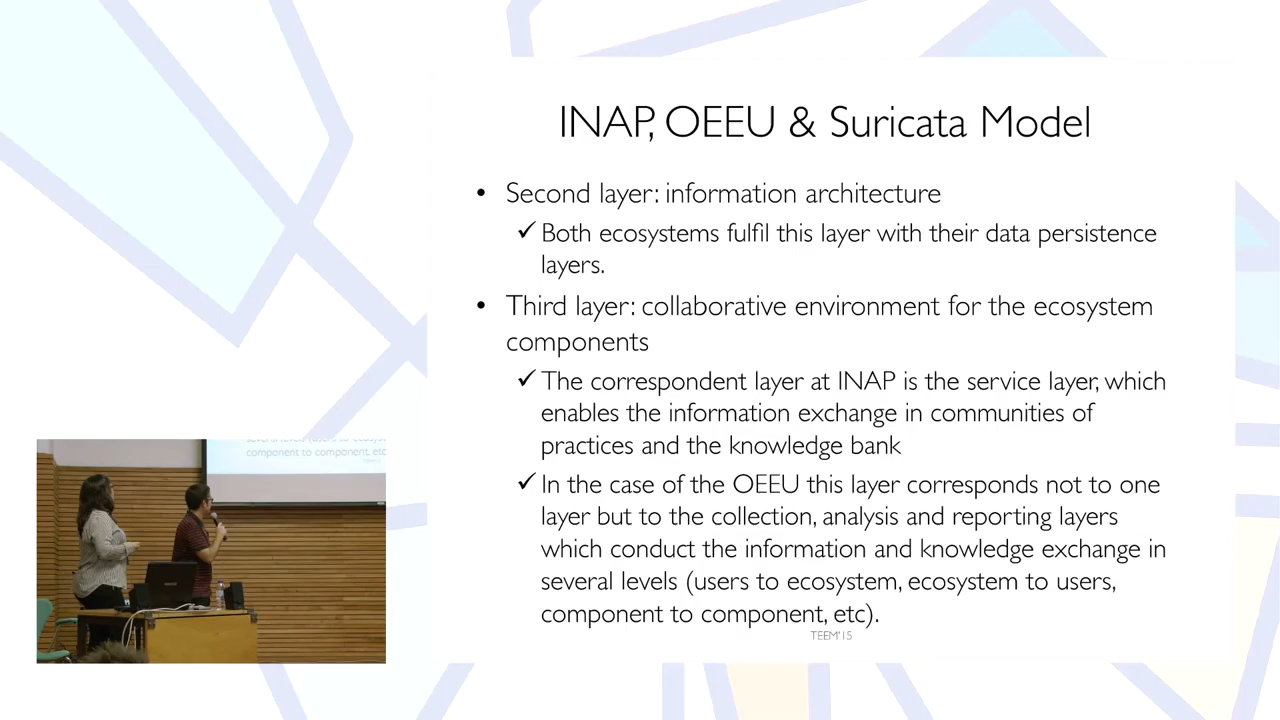 INAP, OEEU & Suricata Model
• Second layer: information architecture
✓ Both ecosystems fulfil this layer with their data persistence
layers.
• Third layer: collaborative environment for the ecosystem
components
✓ The correspondent layer at INAP is the service layer, which
enables the information exchange in communities of
practices and the knowledge bank
✓ In the case of the OEEU this layer corresponds not to one
layer but to the collection, analysis and reporting layers
which conduct the information and knowledge exchange in
several levels (users to ecosystem, ecosystem to users,
component to component, etc).
TEEM'15
component to component, etc